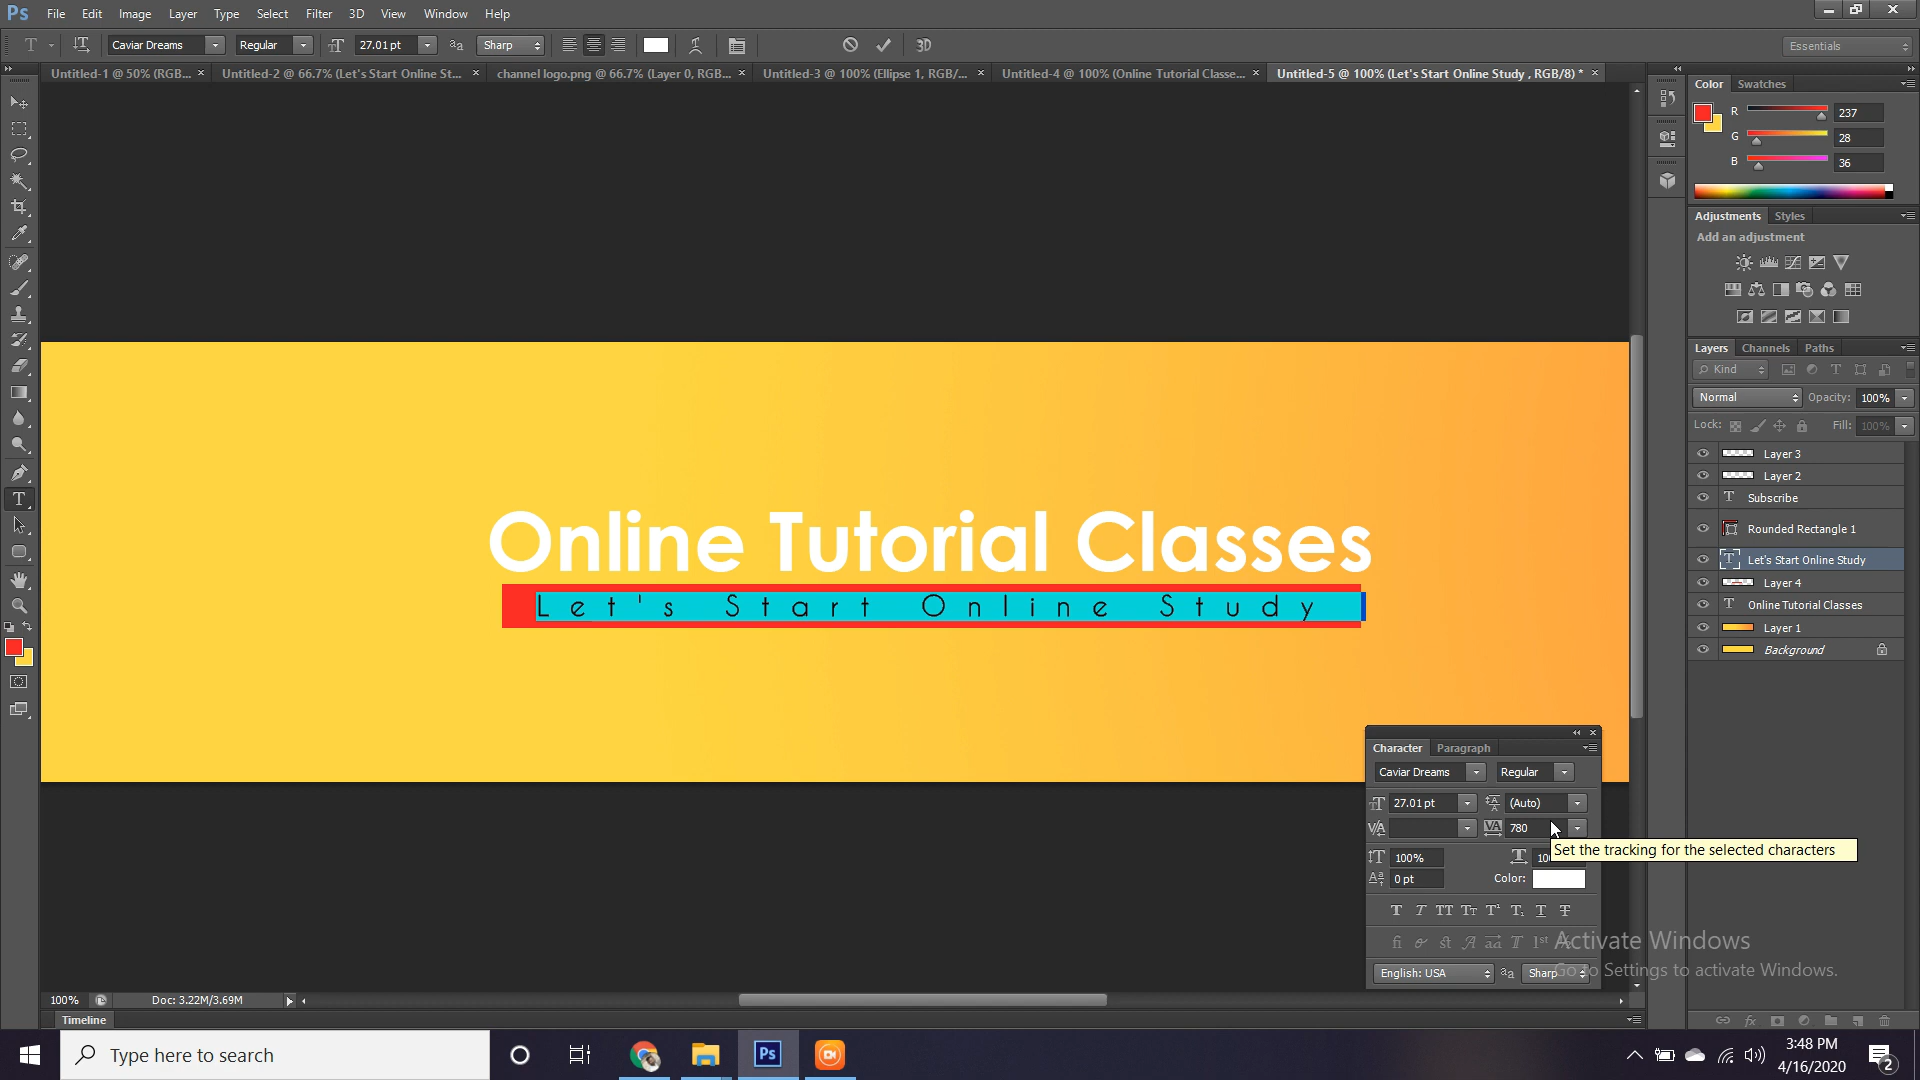 Ps File Edit Image Layer Type Select Filter 3D View Window Help
Caviar Dreams Regular 27.01 pt Sharp 3D Essentials
Untitled-1 @ 50% (RGB... × Untitled-2 @ 66.7% (Let's Start Online St... × channel logo.png @ 66.7% (Layer 0, RGB... × Untitled-3 @ 100% (Ellipse 1, RGB/... × Untitled-4 @ 100% (Online Tutorial Classe... × Untitled-5 @ 100% (Let's Start Online Study , RGB/8) * ×
Color Swatches
R 237
G 28
B 36
Adjustments Styles
Add an adjustment
Layers Channels Paths
Kind
Normal Opacity: 100%
Lock: Fill: 100%
Layer 3
Layer 2
Subscribe
Rounded Rectangle 1
Let's Start Online Study
Layer 4
Online Tutorial Classes
Layer 1
Background
Online Tutorial Classes
Let's Start Online Study
Character Paragraph
Caviar Dreams Regular
27.01 pt (Auto)
780
Set the tracking for the selected characters
100%
0 pt Color:
English: USA Sharp
Activate Windows
Go to Settings to activate Windows.
100% Doc: 3.22M/3.69M
Timeline
Type here to search
Ps
3:48 PM
4/16/2020
2